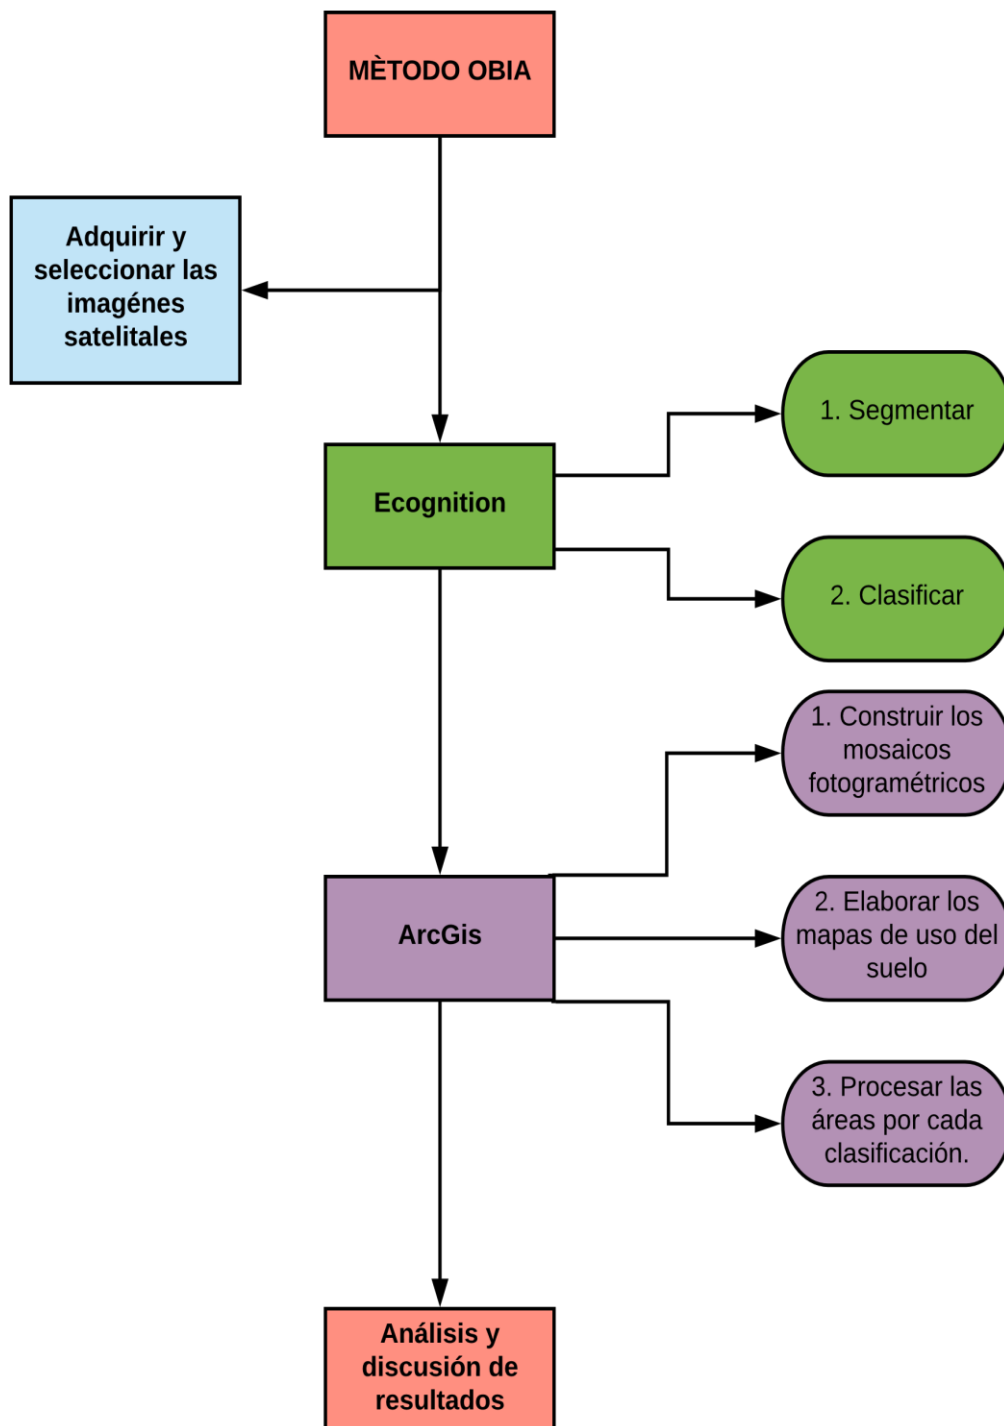 MÈTODO OBIA
Adquirir y
seleccionar las
imagénes
satelitales
Ecognition
1. Segmentar
2. Clasificar
1. Construir los
mosaicos
fotogramétricos
ArcGis
2. Elaborar los
mapas de uso del
suelo
3. Procesar las
áreas por cada
clasificación.
Análisis y
discusión de
resultados